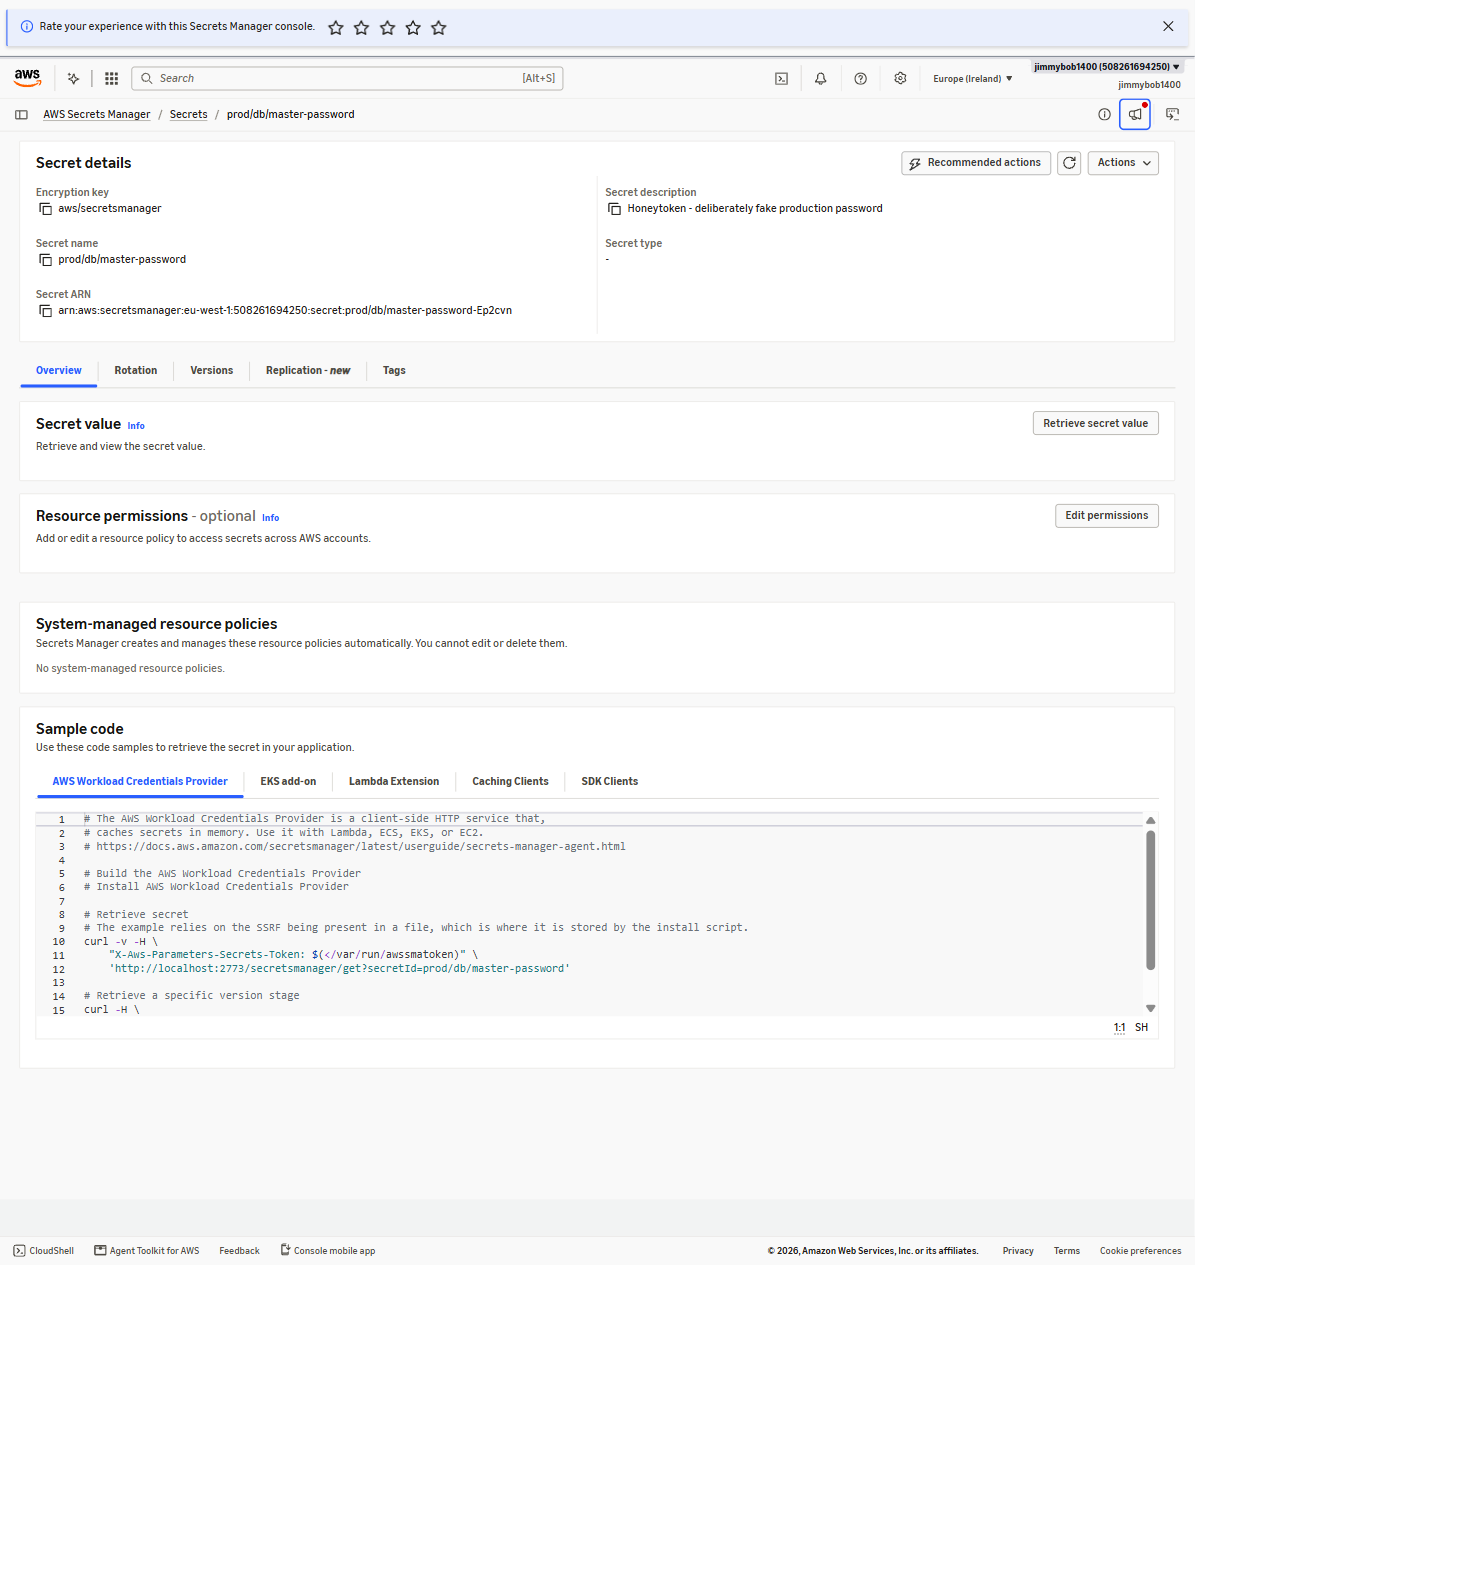 Rate your experience with this Secrets Manager console.
aws
Search [Alt+S]
Europe (Ireland)
jimmybob1400 (508261694250)
jimmybob1400
AWS Secrets Manager / Secrets / prod/db/master-password
Secret details
Recommended actions
Actions
Encryption key
aws/secretsmanager
Secret description
Honeytoken - deliberately fake production password
Secret name
prod/db/master-password
Secret type
-
Secret ARN
arn:aws:secretsmanager:eu-west-1:508261694250:secret:prod/db/master-password-Ep2cvn
Overview Rotation Versions Replication - new Tags
Secret value Info
Retrieve secret value
Retrieve and view the secret value.
Resource permissions - optional Info
Edit permissions
Add or edit a resource policy to access secrets across AWS accounts.
System-managed resource policies
Secrets Manager creates and manages these resource policies automatically. You cannot edit or delete them.
No system-managed resource policies.
Sample code
Use these code samples to retrieve the secret in your application.
AWS Workload Credentials Provider EKS add-on Lambda Extension Caching Clients SDK Clients
1 # The AWS Workload Credentials Provider is a client-side HTTP service that,
2 # caches secrets in memory. Use it with Lambda, ECS, EKS, or EC2.
3 # https://docs.aws.amazon.com/secretsmanager/latest/userguide/secrets-manager-agent.html
4
5 # Build the AWS Workload Credentials Provider
6 # Install AWS Workload Credentials Provider
7
8 # Retrieve secret
9 # The example relies on the SSRF being present in a file, which is where it is stored by the install script.
10 curl -v -H \
11 "X-Aws-Parameters-Secrets-Token: $(</var/run/awssmatoken)" \
12 'http://localhost:2773/secretsmanager/get?secretId=prod/db/master-password'
13
14 # Retrieve a specific version stage
15 curl -H \
1:1 SH
CloudShell Agent Toolkit for AWS Feedback Console mobile app
© 2026, Amazon Web Services, Inc. or its affiliates. Privacy Terms Cookie preferences